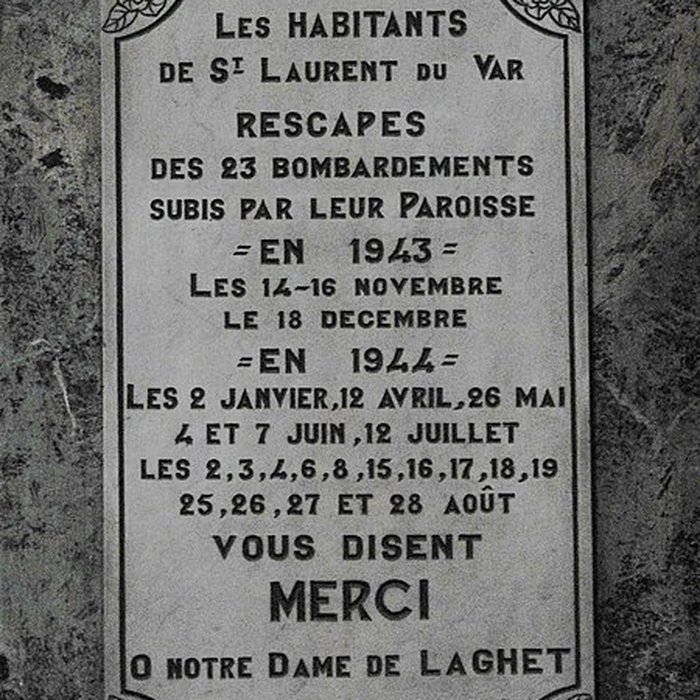 Les HABITANTS
DE ST LAURENT DU VAR
RESCAPES
DES 23 BOMBARDEMENTS
SUBIS PAR LEUR PAROISSE
=EN 1943=
LES 14-16 NOVEMBRE
LE 18 DECEMBRE
=EN 1944=
LES 2 JANVIER,12 AVRIL,26 MAI
4 ET 7 JUIN,12 JUILLET
LES 2,3,4,6,8,15,16,17,18,19
25,26,27 ET 28 AOÛT
VOUS DISENT
MERCI
O NOTRE DAME DE LAGHET